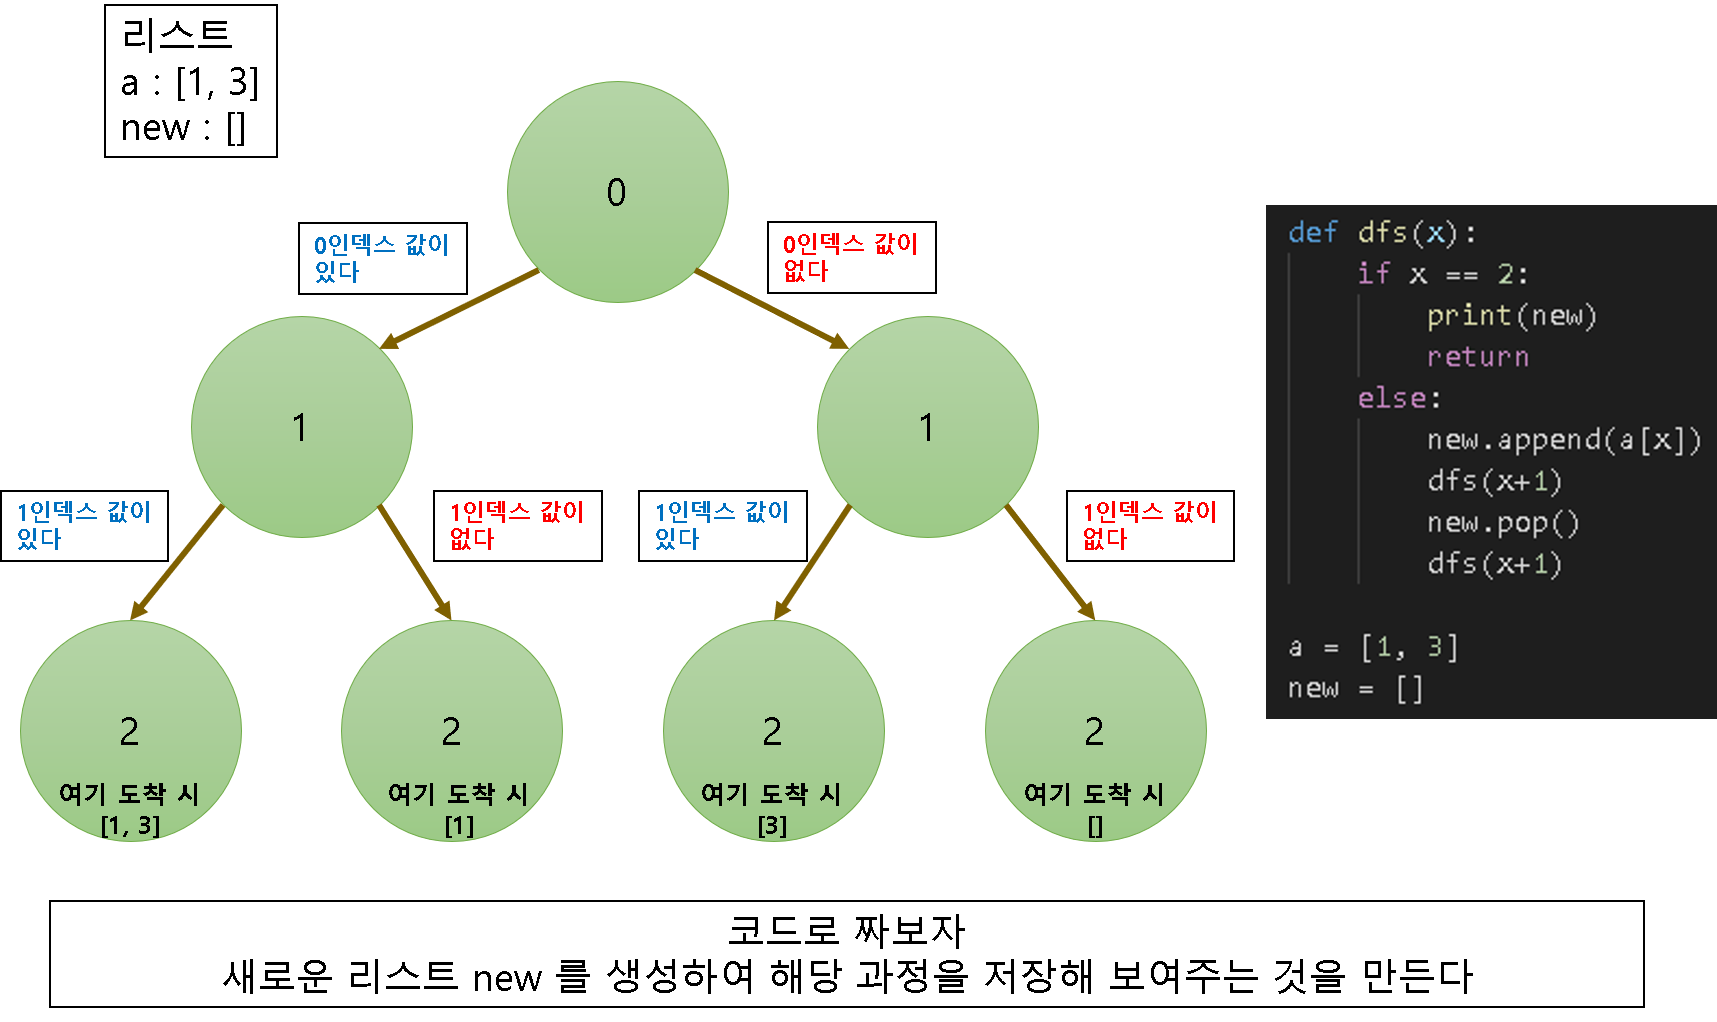 리스트
a : [1, 3]
new : []
0
0인덱스 값이
있다
0인덱스 값이
없다
1
1
1인덱스 값이
있다
1인덱스 값이
없다
1인덱스 값이
있다
1인덱스 값이
없다
2
여기 도착 시
[1, 3]
2
여기 도착 시
[1]
2
여기 도착 시
[3]
2
여기 도착 시
[]
def dfs(x):
if x == 2:
print(new)
return
else:
new.append(a[x])
dfs(x+1)
new.pop()
dfs(x+1)
a = [1, 3]
new = []
코드로 짜보자
새로운 리스트 new 를 생성하여 해당 과정을 저장해 보여주는 것을 만든다